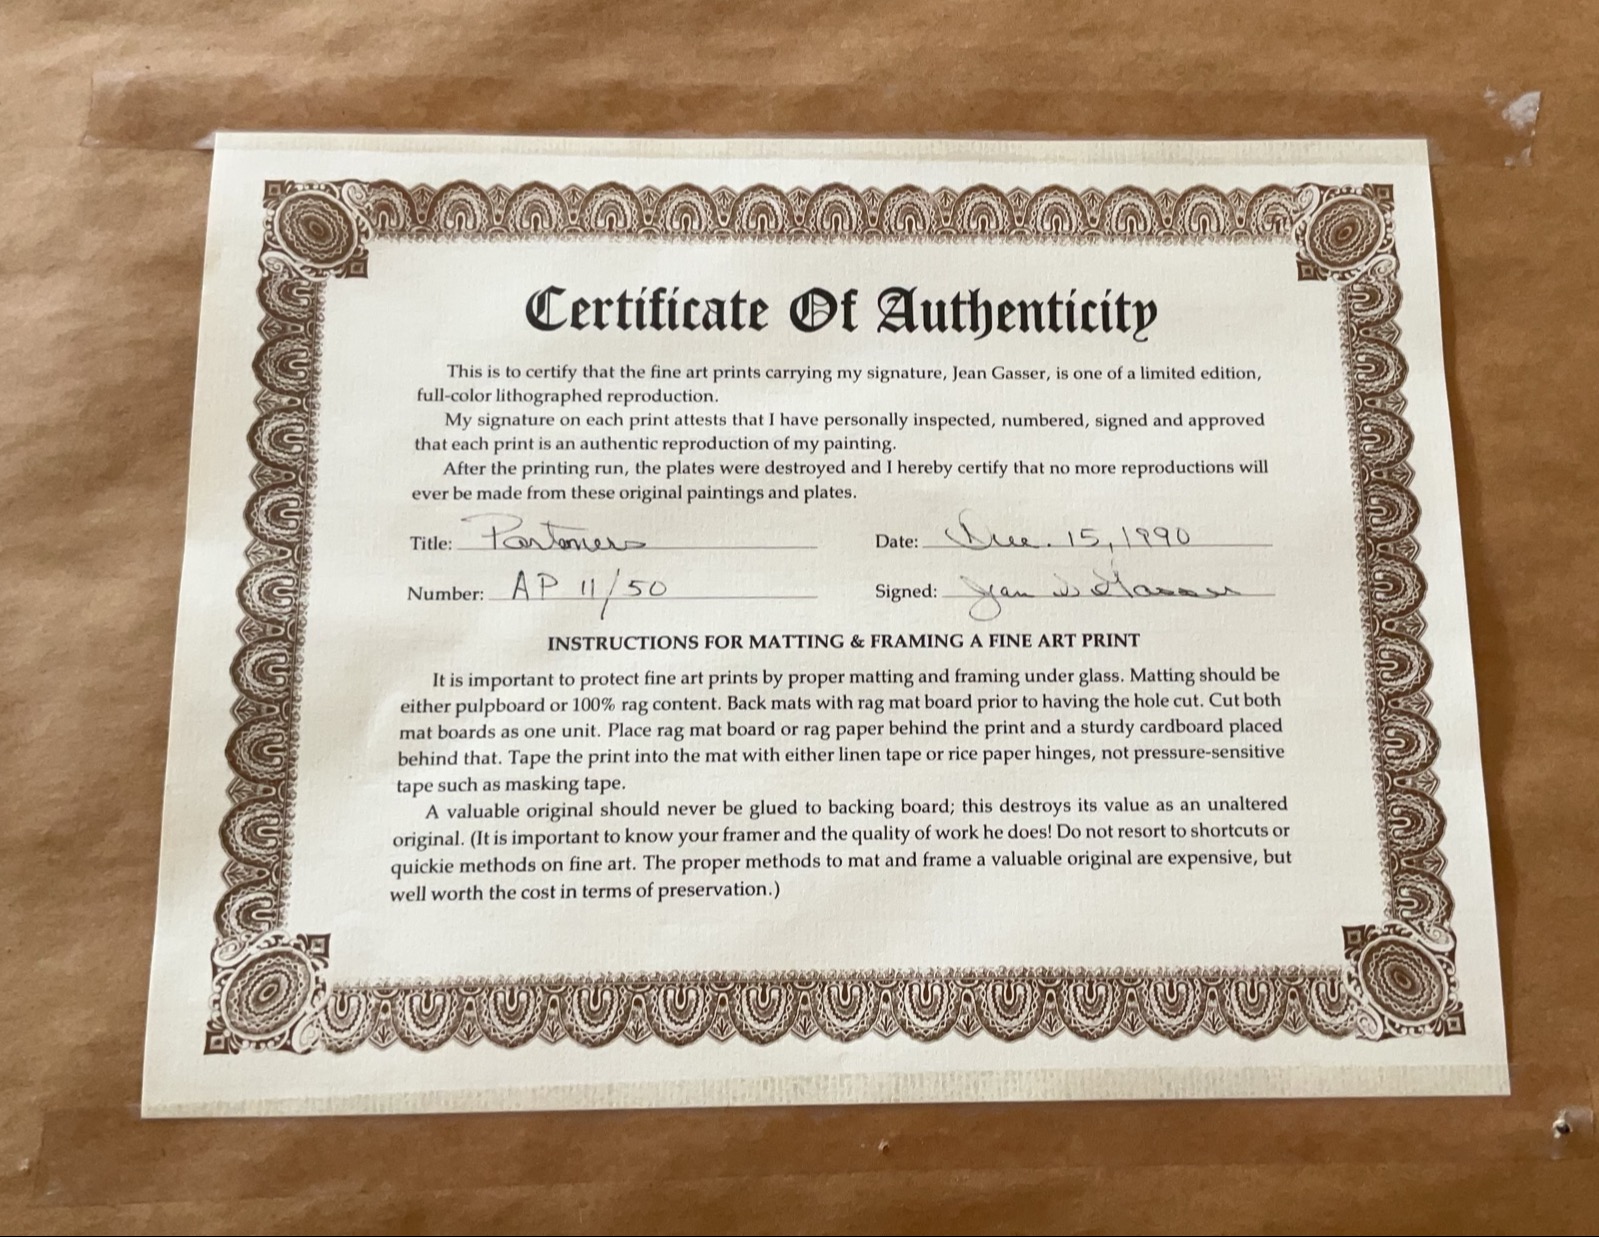 Certificate Of Authenticity
This is to certify that the fine art prints carrying my signature, Jean Gasser, is one of a limited edition,
full-color lithographed reproduction.
My signature on each print attests that I have personally inspected, numbered, signed and approved
that each print is an authentic reproduction of my painting.
After the printing run, the plates were destroyed and I hereby certify that no more reproductions will
ever be made from these original paintings and plates.
Title: Partners Date: Dec. 15, 1990
Number: AP 11/50 Signed: Jean W Gasser
INSTRUCTIONS FOR MATTING & FRAMING A FINE ART PRINT
It is important to protect fine art prints by proper matting and framing under glass. Matting should be
either pulpboard or 100% rag content. Back mats with rag mat board prior to having the hole cut. Cut both
mat boards as one unit. Place rag mat board or rag paper behind the print and a sturdy cardboard placed
behind that. Tape the print into the mat with either linen tape or rice paper hinges, not pressure-sensitive
tape such as masking tape.
A valuable original should never be glued to backing board; this destroys its value as an unaltered
original. (It is important to know your framer and the quality of work he does! Do not resort to shortcuts or
quickie methods on fine art. The proper methods to mat and frame a valuable original are expensive, but
well worth the cost in terms of preservation.)